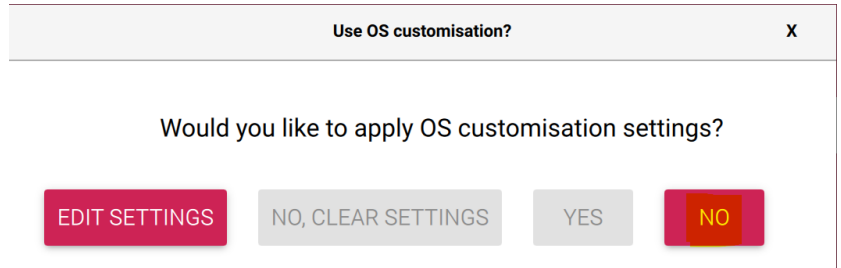 Use OS customisation? X
Would you like to apply OS customisation settings?
EDIT SETTINGS NO, CLEAR SETTINGS YES NO